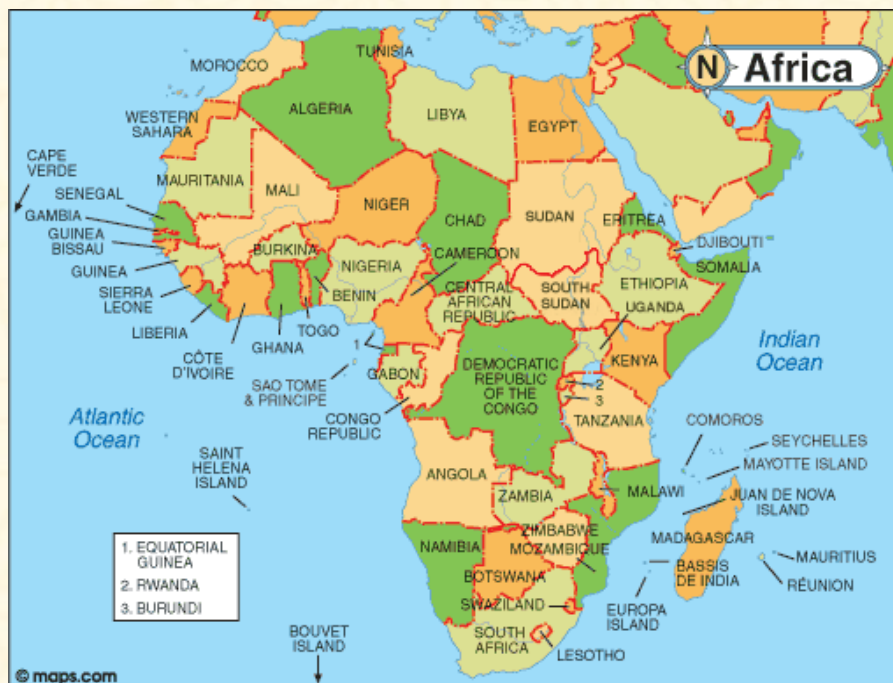 N Africa
TUNISIA
MOROCCO
ALGERIA
LIBYA
EGYPT
WESTERN
SAHARA
CAPE
VERDE
MAURITANIA
MALI
NIGER
CHAD
SUDAN
ERITREA
DJIBOUTI
SENEGAL
GAMBIA
GUINEA
BISSAU
GUINEA
SIERRA
LEONE
LIBERIA
CÔTE
D'IVOIRE
BURKINA
GHANA
TOGO
BENIN
NIGERIA
CAMEROON
CENTRAL
AFRICAN
REPUBLIC
SOUTH
SUDAN
ETHIOPIA
SOMALIA
UGANDA
KENYA
Indian
Ocean
1
SAO TOME
& PRINCIPE
GABON
CONGO
REPUBLIC
DEMOCRATIC
REPUBLIC
OF THE
CONGO
2
3
TANZANIA
COMOROS
SEYCHELLES
MAYOTTE ISLAND
JUAN DE NOVA
ISLAND
Atlantic
Ocean
SAINT
HELENA
ISLAND
ANGOLA
ZAMBIA
MALAWI
ZIMBABWE
MOZAMBIQUE
MADAGASCAR
BASSIS
DE INDIA
MAURITIUS
RÉUNION
EUROPA
ISLAND
NAMIBIA
BOTSWANA
SWAZILAND
SOUTH
AFRICA
LESOTHO
1. EQUATORIAL
GUINEA
2. RWANDA
3. BURUNDI
BOUVET
ISLAND
© maps.com